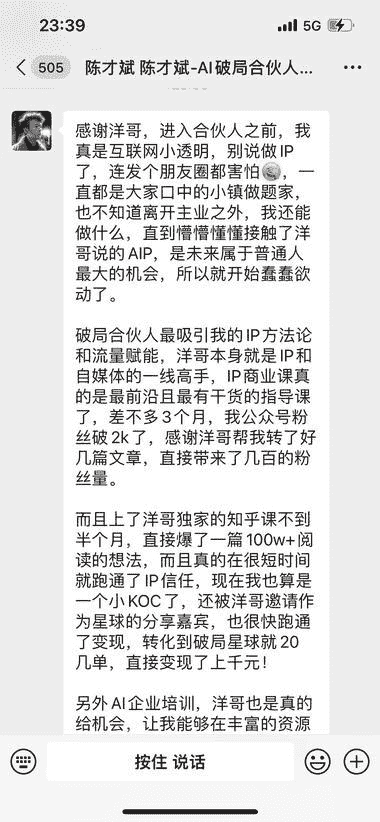 23:39
5G
505
陈才斌 陈才斌-AI破局合伙人...
感谢洋哥，进入合伙人之前，我
真是互联网小透明，别说做IP
了，连发个朋友圈都害怕，一
直都是大家口中的小镇做题家，
也不知道离开主业之外，我还能
做什么，直到懵懵懂懂接触了洋
哥说的AIP，是未来属于普通人
最大的机会，所以就开始蠢蠢欲
动了。
破局合伙人最吸引我的IP方法论
和流量赋能，洋哥本身就是IP和
自媒体的一线高手，IP商业课真
的是最前沿且最有干货的指导课
了，差不多3个月，我公众号粉
丝破2k了，感谢洋哥帮我转了好
几篇文章，直接带来了几百的粉
丝量。
而且上了洋哥独家的知乎课不到
半个月，直接爆了一篇100w+阅
读的想法，而且真的在很短时间
就跑通了IP信任，现在我也算是
一个小KOC了，还被洋哥邀请作
为星球的分享嘉宾，也很快跑通
了变现，转化到破局星球就20
几单，直接变现了上千元！
另外AI企业培训，洋哥也是真的
给机会，让我能够在丰富的资源
按住 说话